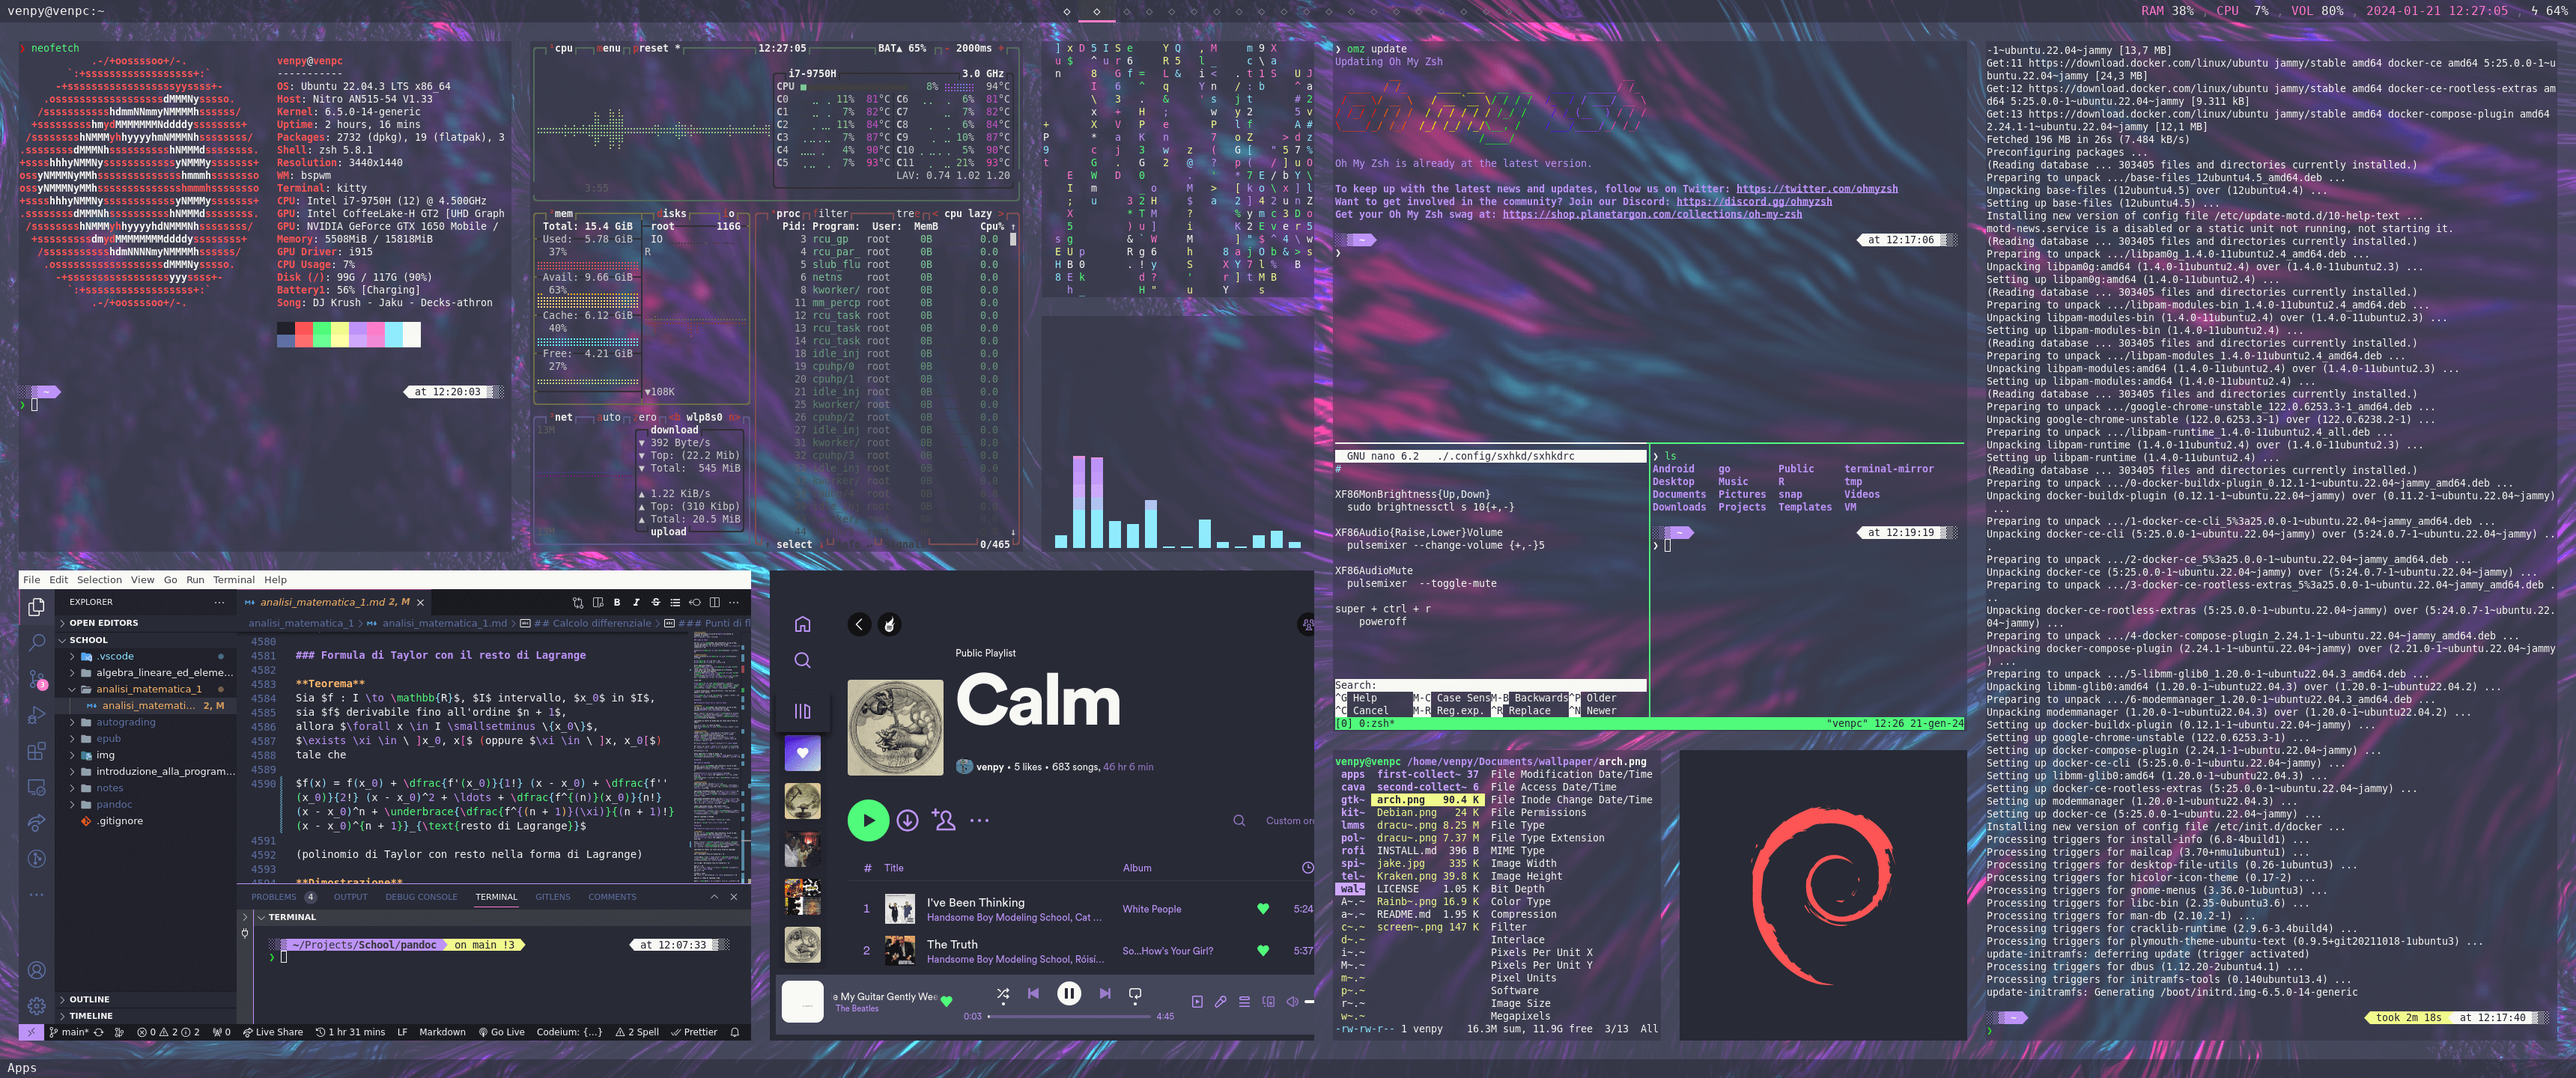 venpy@venpc:~
RAM 38% , CPU 7% , VOL 80% , 2024-01-21 12:27:05 , ϟ 64%
❯ neofetch
venpy@venpc
-----------
OS: Ubuntu 22.04.3 LTS x86_64
Host: Nitro AN515-54 V1.33
Kernel: 6.5.0-14-generic
Uptime: 2 hours, 16 mins
Packages: 2732 (dpkg), 19 (flatpak), 3
Shell: zsh 5.8.1
Resolution: 3440x1440
WM: bspwm
Terminal: kitty
CPU: Intel i7-9750H (12) @ 4.500GHz
GPU: Intel CoffeeLake-H GT2 [UHD Graph
GPU: NVIDIA GeForce GTX 1650 Mobile /
Memory: 5508MiB / 15818MiB
GPU Driver: i915
CPU Usage: 7%
Disk (/): 99G / 117G (90%)
Battery1: 56% [Charging]
Song: DJ Krush - Jaku - Decks-athron
~
at 12:20:03
❯
cpu menu preset * 12:27:05 BAT▲ 65% - 2000ms +
i7-9750H 3.0 GHz
CPU 8% 94°C
C0 11% 81°C C6 6% 81°C
C1 7% 82°C C7 7% 82°C
C2 11% 84°C C8 6% 84°C
C3 7% 87°C C9 10% 87°C
C4 4% 90°C C10 5% 90°C
C5 7% 93°C C11 21% 93°C
LAV: 0.74 1.02 1.20
3:55
mem disks io
Total: 15.4 GiB
Used: 5.78 GiB
37%
Avail: 9.66 GiB
63%
Cache: 6.12 GiB
40%
Free: 4.21 GiB
27%
root 116G
IO
R
▼108K
proc filter tree < cpu lazy >
Pid: Program: User: MemB Cpu% ↑
3 rcu_gp root 0B 0.0
4 rcu_par_ root 0B 0.0
5 slub_flu root 0B 0.0
6 netns root 0B 0.0
8 kworker/ root 0B 0.0
11 mm_percp root 0B 0.0
12 rcu_task root 0B 0.0
13 rcu_task root 0B 0.0
14 rcu_task root 0B 0.0
18 idle_inj root 0B 0.0
19 cpuhp/0 root 0B 0.0
20 cpuhp/1 root 0B 0.0
21 idle_inj root 0B 0.0
25 kworker/ root 0B 0.0
26 cpuhp/2 root 0B 0.0
27 idle_inj root 0B 0.0
31 kworker/ root 0B 0.0
32 cpuhp/3 root 0B 0.0
select
0/465
net auto zero <b wlp8s0 n>
download
▼ 392 Byte/s
▼ Top: (22.2 Mib)
▼ Total: 545 MiB
▲ 1.22 KiB/s
▲ Top: (310 Kibp)
▲ Total: 20.5 MiB
upload
❯ omz update
Updating Oh My Zsh
Oh My Zsh is already at the latest version.
To keep up with the latest news and updates, follow us on Twitter: https://twitter.com/ohmyzsh
Want to get involved in the community? Join our Discord: https://discord.gg/ohmyzsh
Get your Oh My Zsh swag at: https://shop.planetargon.com/collections/oh-my-zsh
~
at 12:17:06
❯
GNU nano 6.2 ./.config/sxhkd/sxhkdrc
#
XF86MonBrightness{Up,Down}
sudo brightnessctl s 10{+,-}
XF86Audio{Raise,Lower}Volume
pulsemixer --change-volume {+,-}5
XF86AudioMute
pulsemixer --toggle-mute
super + ctrl + r
poweroff
Search:
^G Help M-C Case Sens M-B Backwards ^P Older
^C Cancel M-R Reg.exp. ^R Replace ^N Newer
❯ ls
Android go Public terminal-mirror
Desktop Music R tmp
Documents Pictures snap Videos
Downloads Projects Templates VM
~
at 12:19:19
❯
[0] 0:zsh* "venpc" 12:26 21-gen-24
-1~ubuntu.22.04~jammy [13,7 MB]
Get:11 https://download.docker.com/linux/ubuntu jammy/stable amd64 docker-ce amd64 5:25.0.0-1~u
buntu.22.04~jammy [24,3 MB]
Get:12 https://download.docker.com/linux/ubuntu jammy/stable amd64 docker-ce-rootless-extras am
d64 5:25.0.0-1~ubuntu.22.04~jammy [9.311 kB]
Get:13 https://download.docker.com/linux/ubuntu jammy/stable amd64 docker-compose-plugin amd64
2.24.1-1~ubuntu.22.04~jammy [12,1 MB]
Fetched 196 MB in 26s (7.484 kB/s)
Preconfiguring packages ...
(Reading database ... 303405 files and directories currently installed.)
Preparing to unpack .../base-files_12ubuntu4.5_amd64.deb ...
Unpacking base-files (12ubuntu4.5) over (12ubuntu4.4) ...
Setting up base-files (12ubuntu4.5) ...
Installing new version of config file /etc/update-motd.d/10-help-text ...
motd-news.service is a disabled or a static unit not running, not starting it.
(Reading database ... 303405 files and directories currently installed.)
Preparing to unpack .../libpam0g_1.4.0-11ubuntu2.4_amd64.deb ...
Unpacking libpam0g:amd64 (1.4.0-11ubuntu2.4) over (1.4.0-11ubuntu2.3) ...
Setting up libpam0g:amd64 (1.4.0-11ubuntu2.4) ...
(Reading database ... 303405 files and directories currently installed.)
Preparing to unpack .../libpam-modules-bin_1.4.0-11ubuntu2.4_amd64.deb ...
Unpacking libpam-modules-bin (1.4.0-11ubuntu2.4) over (1.4.0-11ubuntu2.3) ...
Setting up libpam-modules-bin (1.4.0-11ubuntu2.4) ...
(Reading database ... 303405 files and directories currently installed.)
Preparing to unpack .../libpam-modules_1.4.0-11ubuntu2.4_amd64.deb ...
Unpacking libpam-modules:amd64 (1.4.0-11ubuntu2.4) over (1.4.0-11ubuntu2.3) ...
Setting up libpam-modules:amd64 (1.4.0-11ubuntu2.4) ...
(Reading database ... 303405 files and directories currently installed.)
Preparing to unpack .../google-chrome-unstable_122.0.6253.3-1_amd64.deb ...
Unpacking google-chrome-unstable (122.0.6253.3-1) over (122.0.6238.2-1) ...
Preparing to unpack .../libpam-runtime_1.4.0-11ubuntu2.4_all.deb ...
Unpacking libpam-runtime (1.4.0-11ubuntu2.4) over (1.4.0-11ubuntu2.3) ...
Setting up libpam-runtime (1.4.0-11ubuntu2.4) ...
(Reading database ... 303405 files and directories currently installed.)
Preparing to unpack .../0-docker-buildx-plugin_0.12.1-1~ubuntu.22.04~jammy_amd64.deb ...
Unpacking docker-buildx-plugin (0.12.1-1~ubuntu.22.04~jammy) over (0.11.2-1~ubuntu.22.04~jammy)
...
Preparing to unpack .../1-docker-ce-cli_5%3a25.0.0-1~ubuntu.22.04~jammy_amd64.deb ...
Unpacking docker-ce-cli (5:25.0.0-1~ubuntu.22.04~jammy) over (5:24.0.7-1~ubuntu.22.04~jammy) ..
.
Preparing to unpack .../2-docker-ce_5%3a25.0.0-1~ubuntu.22.04~jammy_amd64.deb ...
Unpacking docker-ce (5:25.0.0-1~ubuntu.22.04~jammy) over (5:24.0.7-1~ubuntu.22.04~jammy) ...
Preparing to unpack .../3-docker-ce-rootless-extras_5%3a25.0.0-1~ubuntu.22.04~jammy_amd64.deb .
..
Unpacking docker-ce-rootless-extras (5:25.0.0-1~ubuntu.22.04~jammy) over (5:24.0.7-1~ubuntu.22.
04~jammy) ...
Preparing to unpack .../4-docker-compose-plugin_2.24.1-1~ubuntu.22.04~jammy_amd64.deb ...
Unpacking docker-compose-plugin (2.24.1-1~ubuntu.22.04~jammy) over (2.21.0-1~ubuntu.22.04~jammy
) ...
Preparing to unpack .../5-libmm-glib0_1.20.0-1~ubuntu22.04.3_amd64.deb ...
Unpacking libmm-glib0:amd64 (1.20.0-1~ubuntu22.04.3) over (1.20.0-1~ubuntu22.04.2) ...
Preparing to unpack .../6-modemmanager_1.20.0-1~ubuntu22.04.3_amd64.deb ...
Unpacking modemmanager (1.20.0-1~ubuntu22.04.3) over (1.20.0-1~ubuntu22.04.2) ...
Setting up docker-buildx-plugin (0.12.1-1~ubuntu.22.04~jammy) ...
Setting up google-chrome-unstable (122.0.6253.3-1) ...
Setting up docker-compose-plugin (2.24.1-1~ubuntu.22.04~jammy) ...
Setting up docker-ce-cli (5:25.0.0-1~ubuntu.22.04~jammy) ...
Setting up libmm-glib0:amd64 (1.20.0-1~ubuntu22.04.3) ...
Setting up docker-ce-rootless-extras (5:25.0.0-1~ubuntu.22.04~jammy) ...
Setting up modemmanager (1.20.0-1~ubuntu22.04.3) ...
Setting up docker-ce (5:25.0.0-1~ubuntu.22.04~jammy) ...
Installing new version of config file /etc/init.d/docker ...
Processing triggers for install-info (6.8-4build1) ...
Processing triggers for mailcap (3.70+nmu1ubuntu1) ...
Processing triggers for desktop-file-utils (0.26-1ubuntu3) ...
Processing triggers for hicolor-icon-theme (0.17-2) ...
Processing triggers for gnome-menus (3.36.0-1ubuntu3) ...
Processing triggers for libc-bin (2.35-0ubuntu3.6) ...
Processing triggers for man-db (2.10.2-1) ...
Processing triggers for cracklib-runtime (2.9.6-3.4build4) ...
Processing triggers for plymouth-theme-ubuntu-text (0.9.5+git20211018-1ubuntu3) ...
update-initramfs: deferring update (trigger activated)
Processing triggers for dbus (1.12.20-2ubuntu4.1) ...
Processing triggers for initramfs-tools (0.140ubuntu13.4) ...
update-initramfs: Generating /boot/initrd.img-6.5.0-14-generic
~
took 2m 18s at 12:17:40
❯
File Edit Selection View Go Run Terminal Help
EXPLORER ...
OPEN EDITORS
SCHOOL
.vscode
algebra_lineare_ed_eleme...
analisi_matematica_1
analisi_matemati... 2, M
autograding
epub
img
introduzione_alla_program...
notes
pandoc
.gitignore
OUTLINE
TIMELINE
analisi_matematica_1.md 2, M
analisi_matematica_1 > analisi_matematica_1.md > ## Calcolo differenziale > ### Punti di fl
4580
4581 ### Formula di Taylor con il resto di Lagrange
4582
4583 **Teorema**
4584 Sia $f : I \to \mathbb{R}$, $I$ intervallo, $x_0$ in $I$,
4585 sia $f$ derivabile fino all'ordine $n + 1$,
4586 allora $\forall x \in I \smallsetminus \{x_0\}$,
4587 $\exists \xi \in \ ]x_0, x[$ (oppure $\xi \in \ ]x, x_0[$)
4588 tale che
4589
4590 $f(x) = f(x_0) + \dfrac{f'(x_0)}{1!} (x - x_0) + \dfrac{f''
(x_0)}{2!} (x - x_0)^2 + \ldots + \dfrac{f^{(n)}(x_0)}{n!}
(x - x_0)^n + \underbrace{\dfrac{f^{(n + 1)}(\xi)}{(n + 1)!}
(x - x_0)^{n + 1}}_{\text{resto di Lagrange}}$
4591
4592 (polinomio di Taylor con resto nella forma di Lagrange)
4593
4594 **Dimostrazione**
PROBLEMS 4 OUTPUT DEBUG CONSOLE TERMINAL GITLENS COMMENTS
TERMINAL
~/Projects/School/pandoc on main !3
at 12:07:33
❯
main* 0 2 2 0 Live Share 1 hr 31 mins LF Markdown Go Live Codeium: {...} 2 Spell Prettier
Public Playlist
Calm
venpy • 5 likes • 683 songs, 46 hr 6 min
Custom or
# Title Album
1 I've Been Thinking White People 5:24
Handsome Boy Modeling School, Cat ...
2 The Truth So...How's Your Girl? 5:37
Handsome Boy Modeling School, Róisí...
e My Guitar Gently Wee
The Beatles
0:03 4:45
venpy@venpc /home/venpy/Documents/wallpaper/arch.png
apps first-collect~ 37 File Modification Date/Time
cava second-collect~ 6 File Access Date/Time
gtk~ arch.png 90.4 K File Inode Change Date/Time
kit~ Debian.png 24 K File Permissions
lmms dracu~.png 8.25 M File Type
pol~ dracu~.png 7.37 M File Type Extension
rofi INSTALL.md 396 B MIME Type
spi~ jake.jpg 335 K Image Width
tel~ Kraken.png 39.8 K Image Height
wal~ LICENSE 1.05 K Bit Depth
A~.~ Rainb~.png 16.9 K Color Type
a~.~ README.md 1.95 K Compression
c~.~ screen~.png 147 K Filter
d~.~ Interlace
i~.~ Pixels Per Unit X
M~.~ Pixels Per Unit Y
m~.~ Pixel Units
p~.~ Software
r~.~ Image Size
w~.~ Megapixels
-rw-rw-r-- 1 venpy 16.3M sum, 11.9G free 3/13 All
Apps